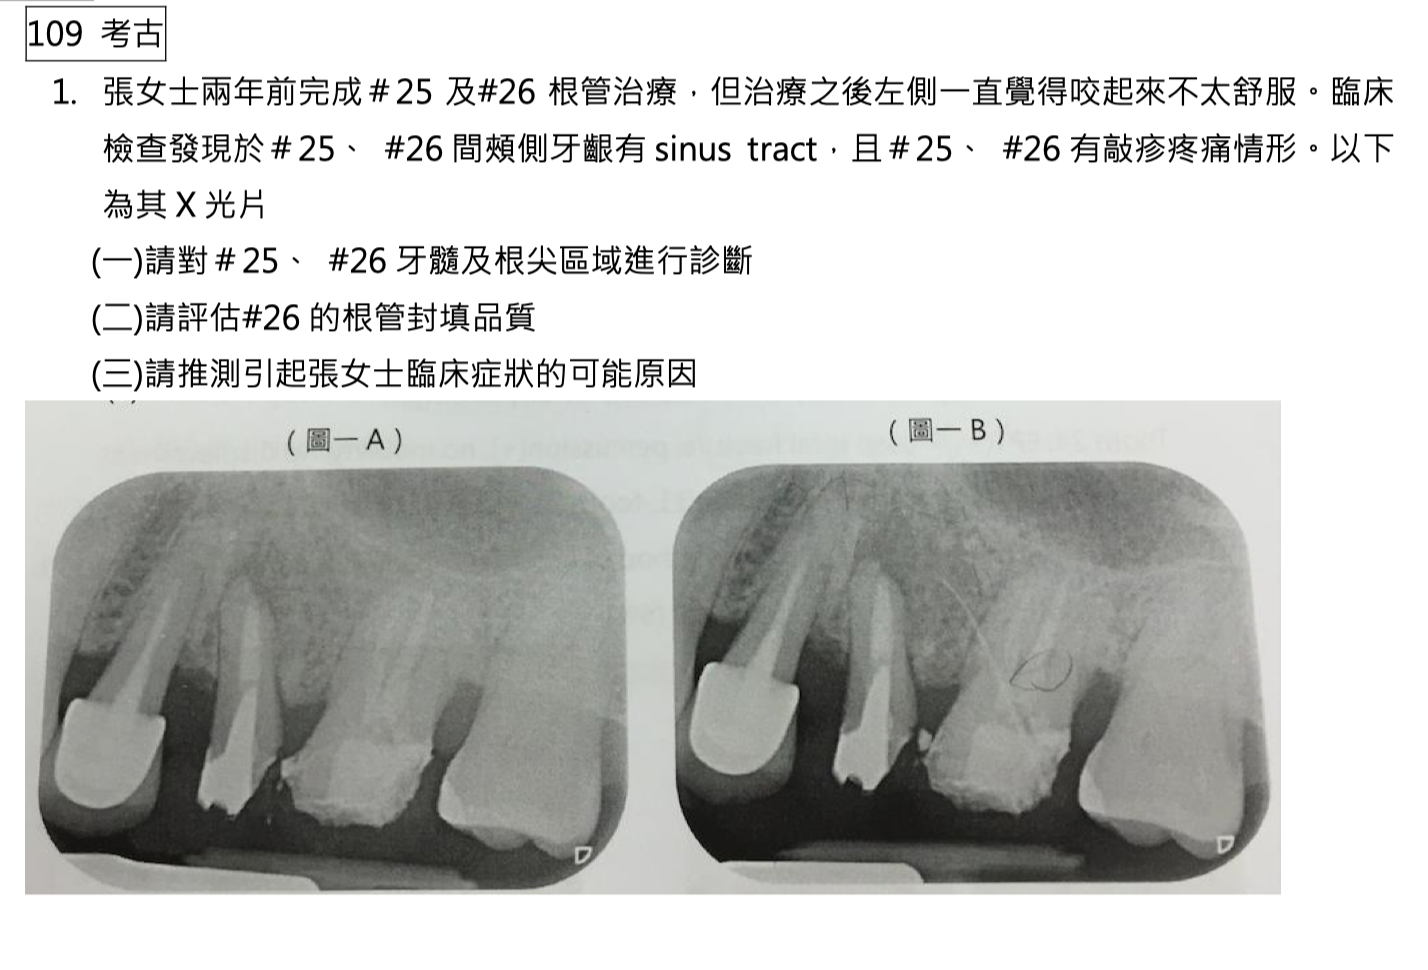 109 考古
1. 張女士兩年前完成＃25 及#26 根管治療，但治療之後左側一直覺得咬起來不太舒服。臨床
檢查發現於＃25、 #26 間頰側牙齦有 sinus tract，且＃25、 #26 有敲疹疼痛情形。以下
為其 X 光片
(一)請對＃25、 #26 牙髓及根尖區域進行診斷
(二)請評估#26 的根管封填品質
(三)請推測引起張女士臨床症狀的可能原因
(圖一 A) (圖一 B)
D D